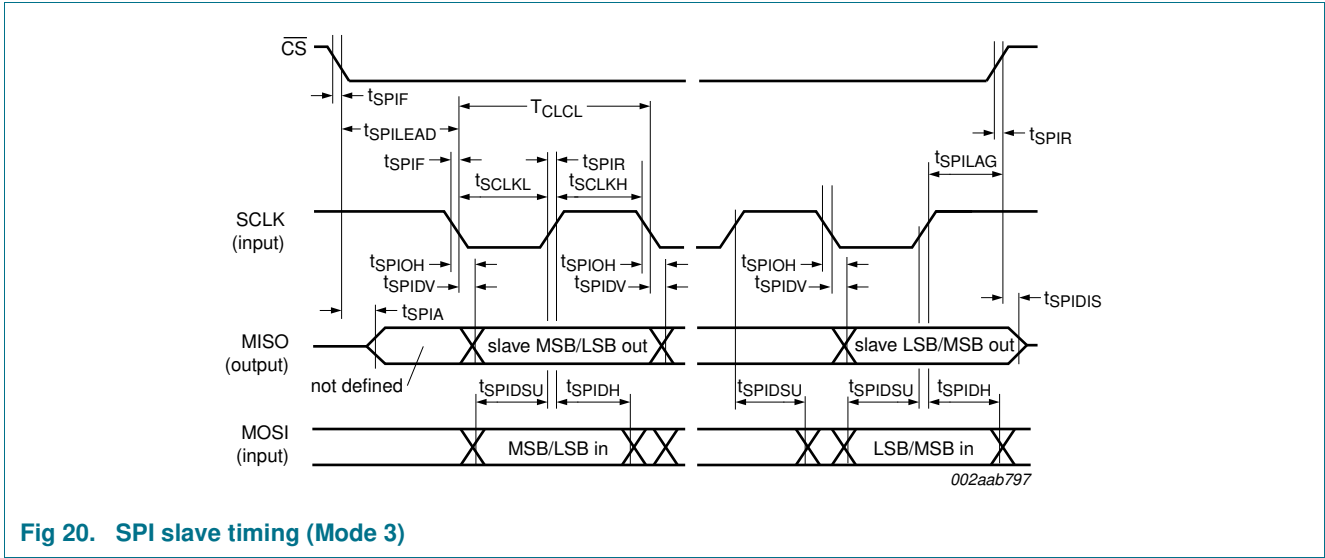 CS
tSPIF
TCLCL
tSPILEAD
tSPIR
tSPIF
tSPIR
tSPILAG
tSCLKL
tSCLKH
SCLK
(input)
tSPIOH
tSPIOH
tSPIOH
tSPIDV
tSPIDV
tSPIDV
tSPIDIS
tSPIA
MISO
(output)
slave MSB/LSB out
slave LSB/MSB out
not defined
tSPIDSU
tSPIDH
tSPIDSU
tSPIDSU
tSPIDH
MOSI
(input)
MSB/LSB in
LSB/MSB in
002aab797
Fig 20. SPI slave timing (Mode 3)